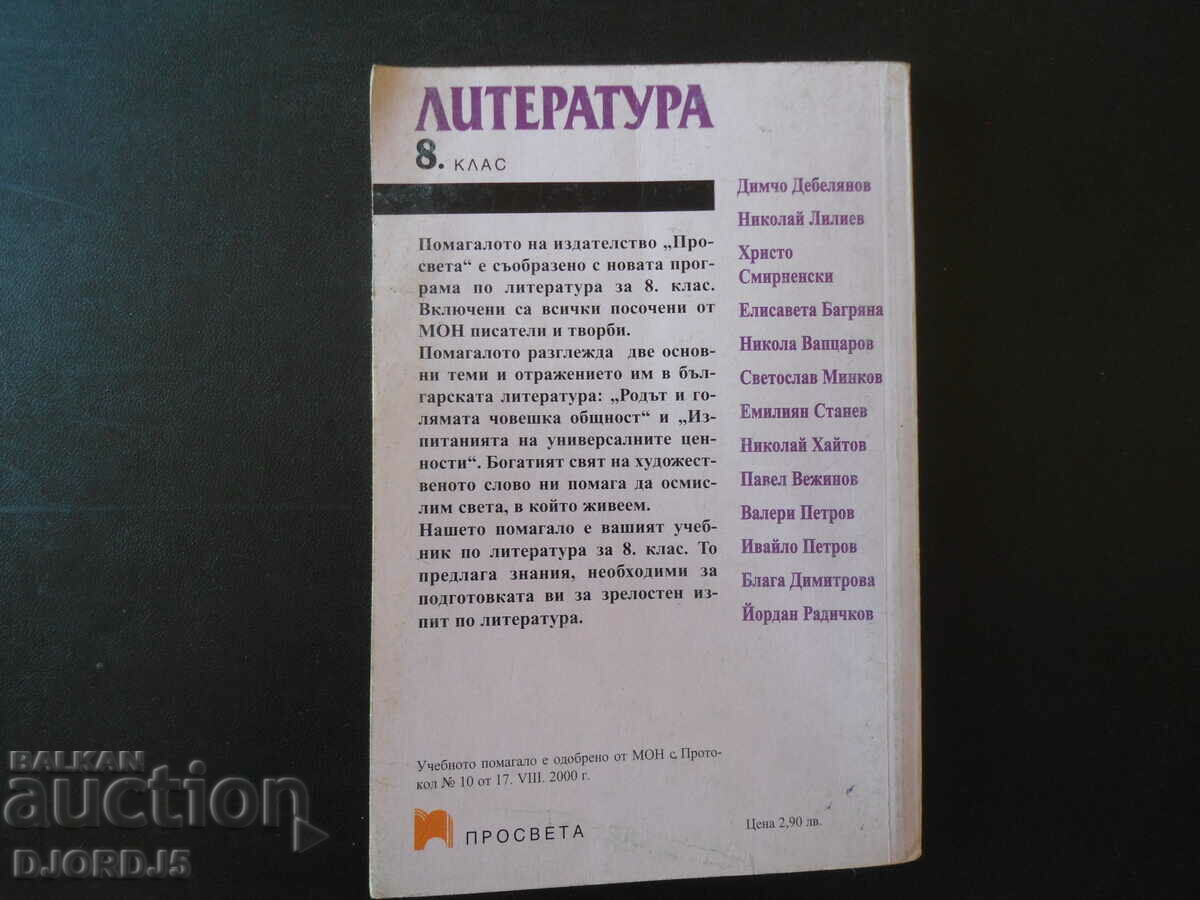 ЛИТЕРАТУРА
8. КЛАС
Помагалото на издателство „Про-
света“ е съобразено с новата прог-
рама по литература за 8. клас.
Включени са всички посочени от
МОН писатели и творби.
Помагалото разглежда две основ-
ни теми и отражението им в бъл-
гарската литература: „Родът и го-
лямата човешка общност“ и „Из-
питанията на универсалните цен-
ности“. Богатият свят на художест-
веното слово ни помага да осмис-
лим света, в който живеем.
Нашето помагало е вашият учеб-
ник по литература за 8. клас. То
предлага знания, необходими за
подготовката ви за зрелостен из-
пит по литература.
Димчо Дебелянов
Николай Лилиев
Христо
Смирненски
Елисавета Багряна
Никола Вапцаров
Светослав Минков
Емилиян Станев
Николай Хайтов
Павел Вежинов
Валери Петров
Ивайло Петров
Блага Димитрова
Йордан Радичков
Учебното помагало е одобрено от МОН с Прото-
кол № 10 от 17. VIII. 2000 г.
ПРОСВЕТА
Цена 2,90 лв.
BALKAN
auction
DJORDJ5